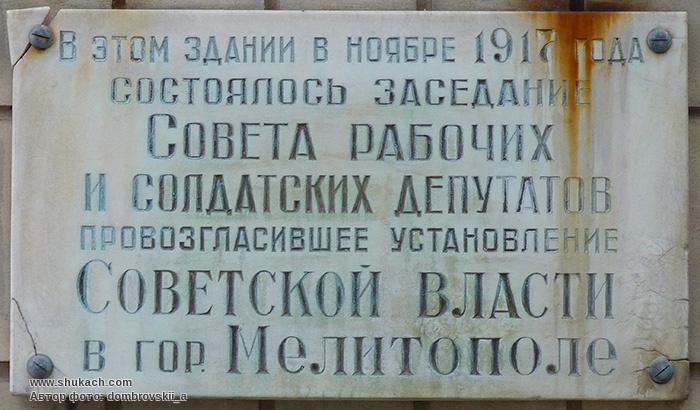 В этом здании в ноябре 1917 года
состоялось заседание
Совета рабочих
и солдатских депутатов
провозгласившее установление
Советской власти
в гор. Мелитополе
www.shukach.com
Автор фото: dombrovskii_a